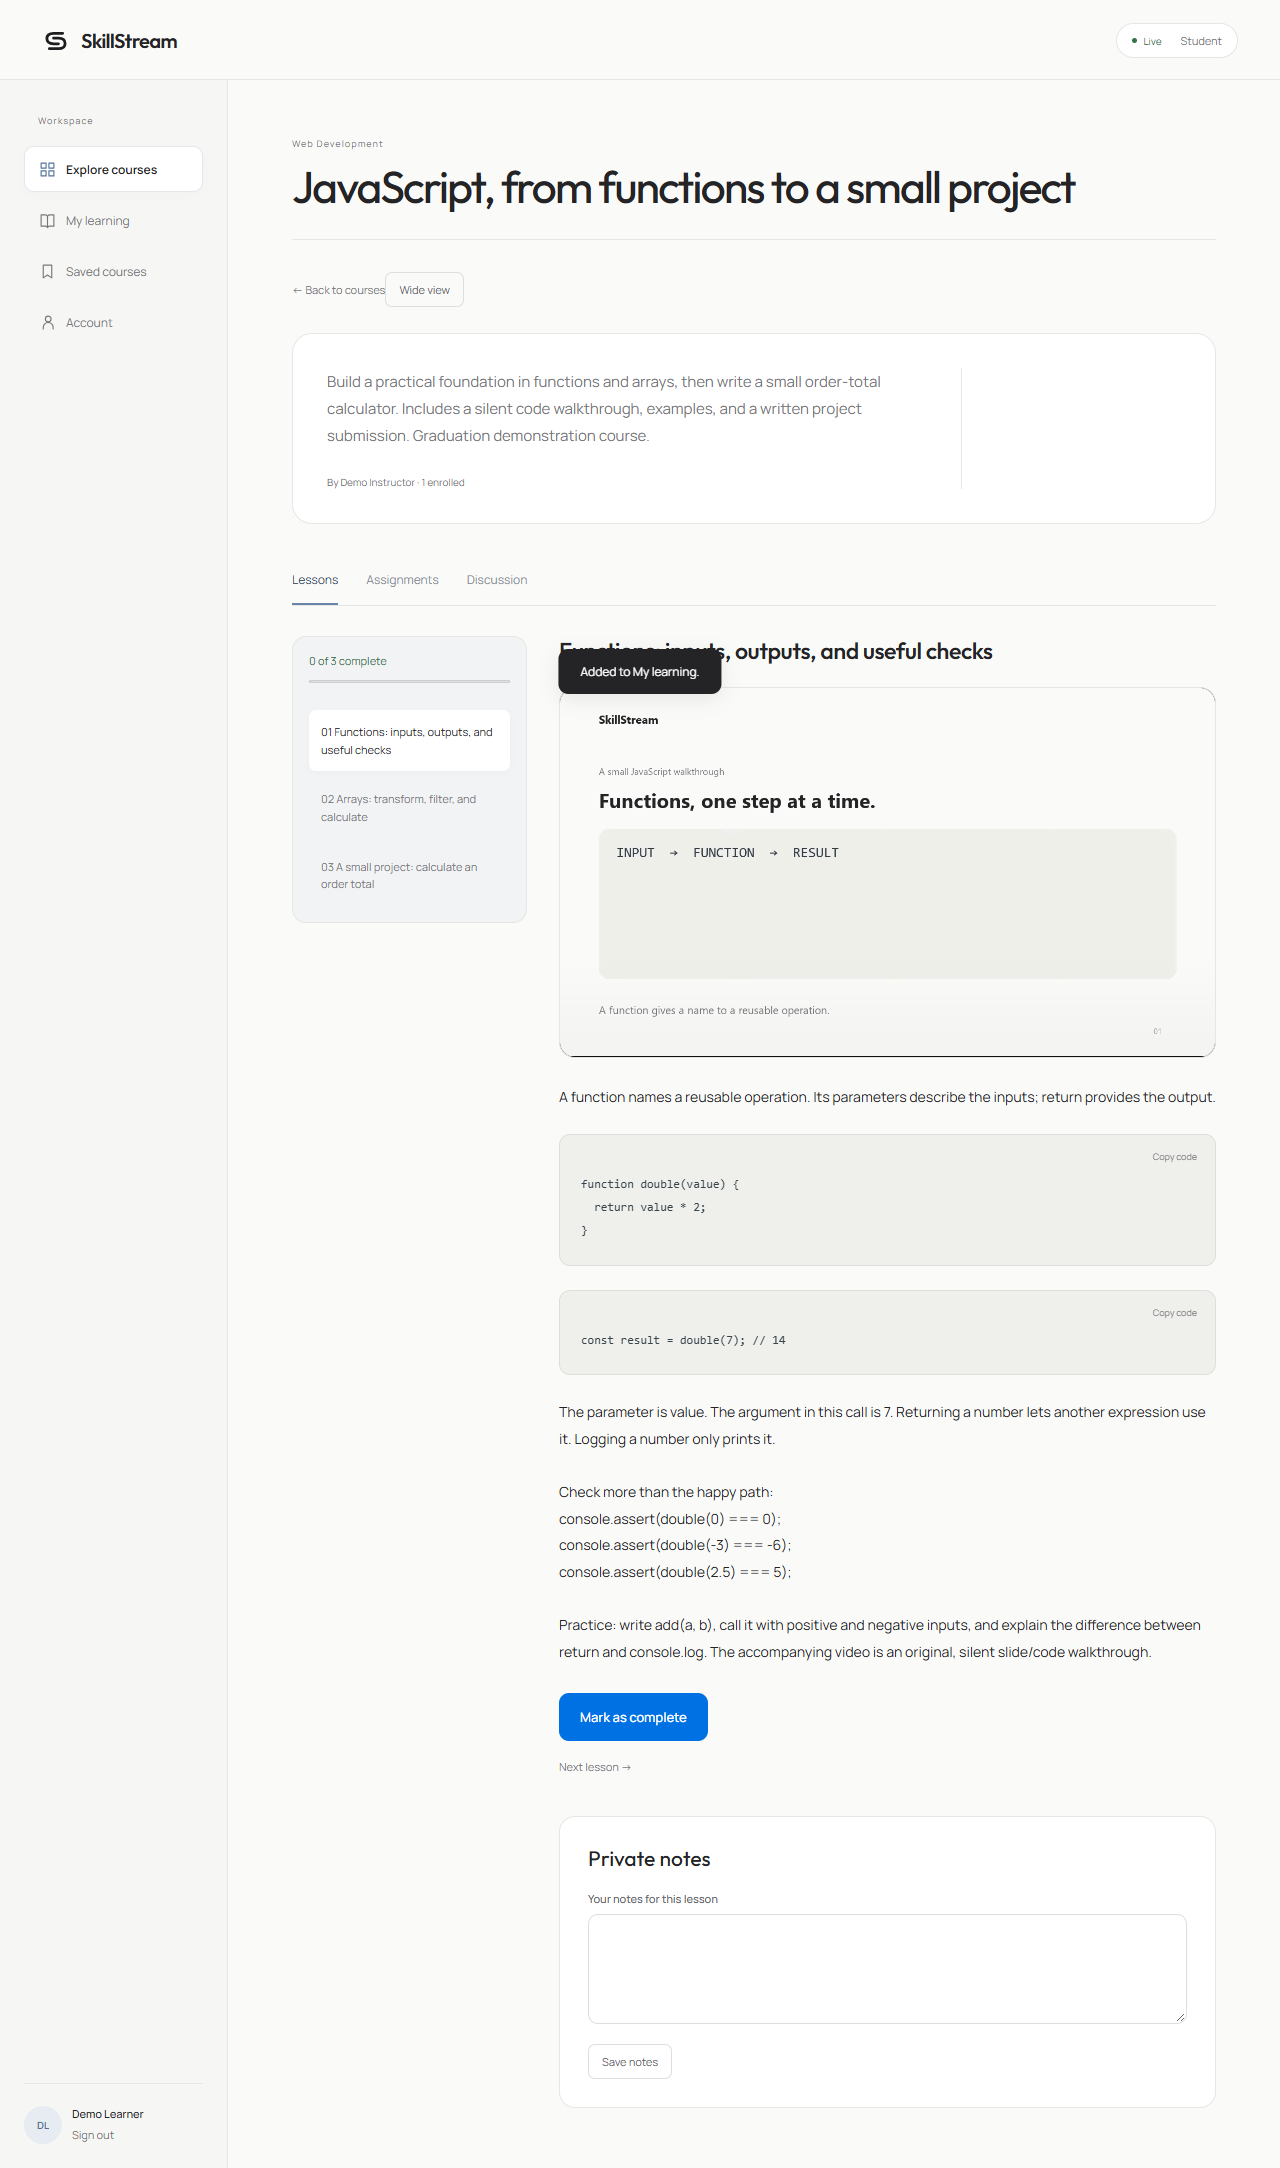 SkillStream
Live
Student
Workspace
Explore courses
My learning
Saved courses
Account
Web Development
JavaScript, from functions to a small project
← Back to courses
Wide view
Build a practical foundation in functions and arrays, then write a small order-total
calculator. Includes a silent code walkthrough, examples, and a written project
submission. Graduation demonstration course.
By Demo Instructor · 1 enrolled
Lessons
Assignments
Discussion
0 of 3 complete
01 Functions: inputs, outputs, and
useful checks
02 Arrays: transform, filter, and
calculate
03 A small project: calculate an
order total
Functions: inputs, outputs, and useful checks
Added to My learning.
SkillStream
A small JavaScript walkthrough
Functions, one step at a time.
INPUT → FUNCTION → RESULT
A function gives a name to a reusable operation.
01
A function names a reusable operation. Its parameters describe the inputs; return provides the output.
Copy code
function double(value) {
  return value * 2;
}
Copy code
const result = double(7); // 14
The parameter is value. The argument in this call is 7. Returning a number lets another expression use
it. Logging a number only prints it.
Check more than the happy path:
console.assert(double(0) === 0);
console.assert(double(-3) === -6);
console.assert(double(2.5) === 5);
Practice: write add(a, b), call it with positive and negative inputs, and explain the difference between
return and console.log. The accompanying video is an original, silent slide/code walkthrough.
Mark as complete
Next lesson →
Private notes
Your notes for this lesson
Save notes
DL
Demo Learner
Sign out